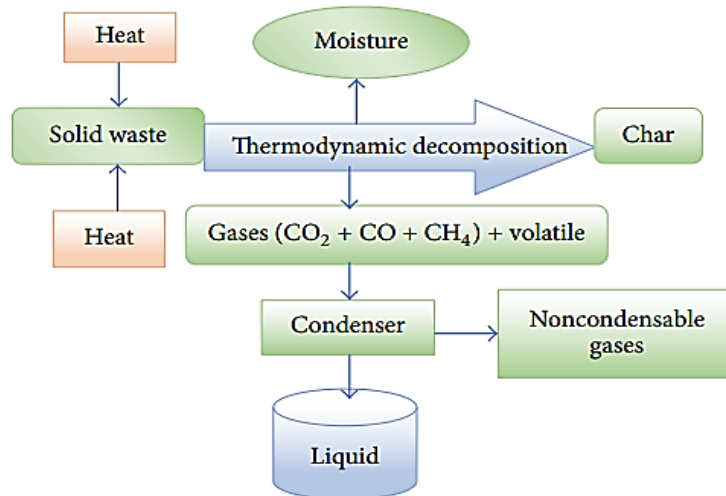 Heat
Moisture
Solid waste
Thermodynamic decomposition
Char
Heat
Gases (CO₂ + CO + CH₄) + volatile
Condenser
Noncondensable
gases
Liquid